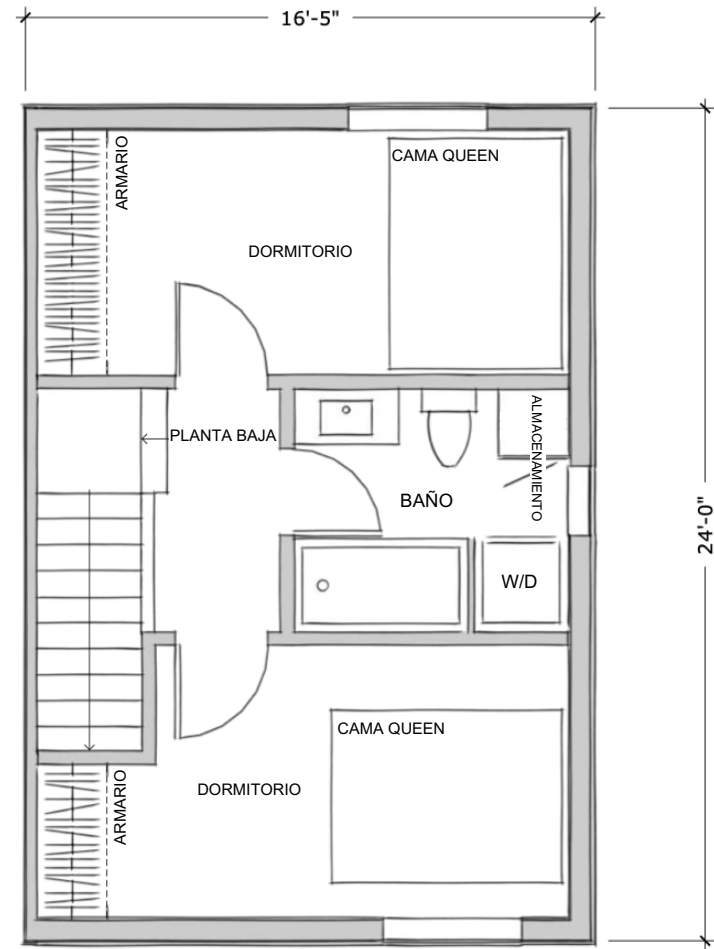 16'-5"
ARMARIO
CAMA QUEEN
DORMITORIO
PLANTA BAJA
ALMACENAMIENTO
BAÑO
24'-0"
W/D
CAMA QUEEN
ARMARIO
DORMITORIO